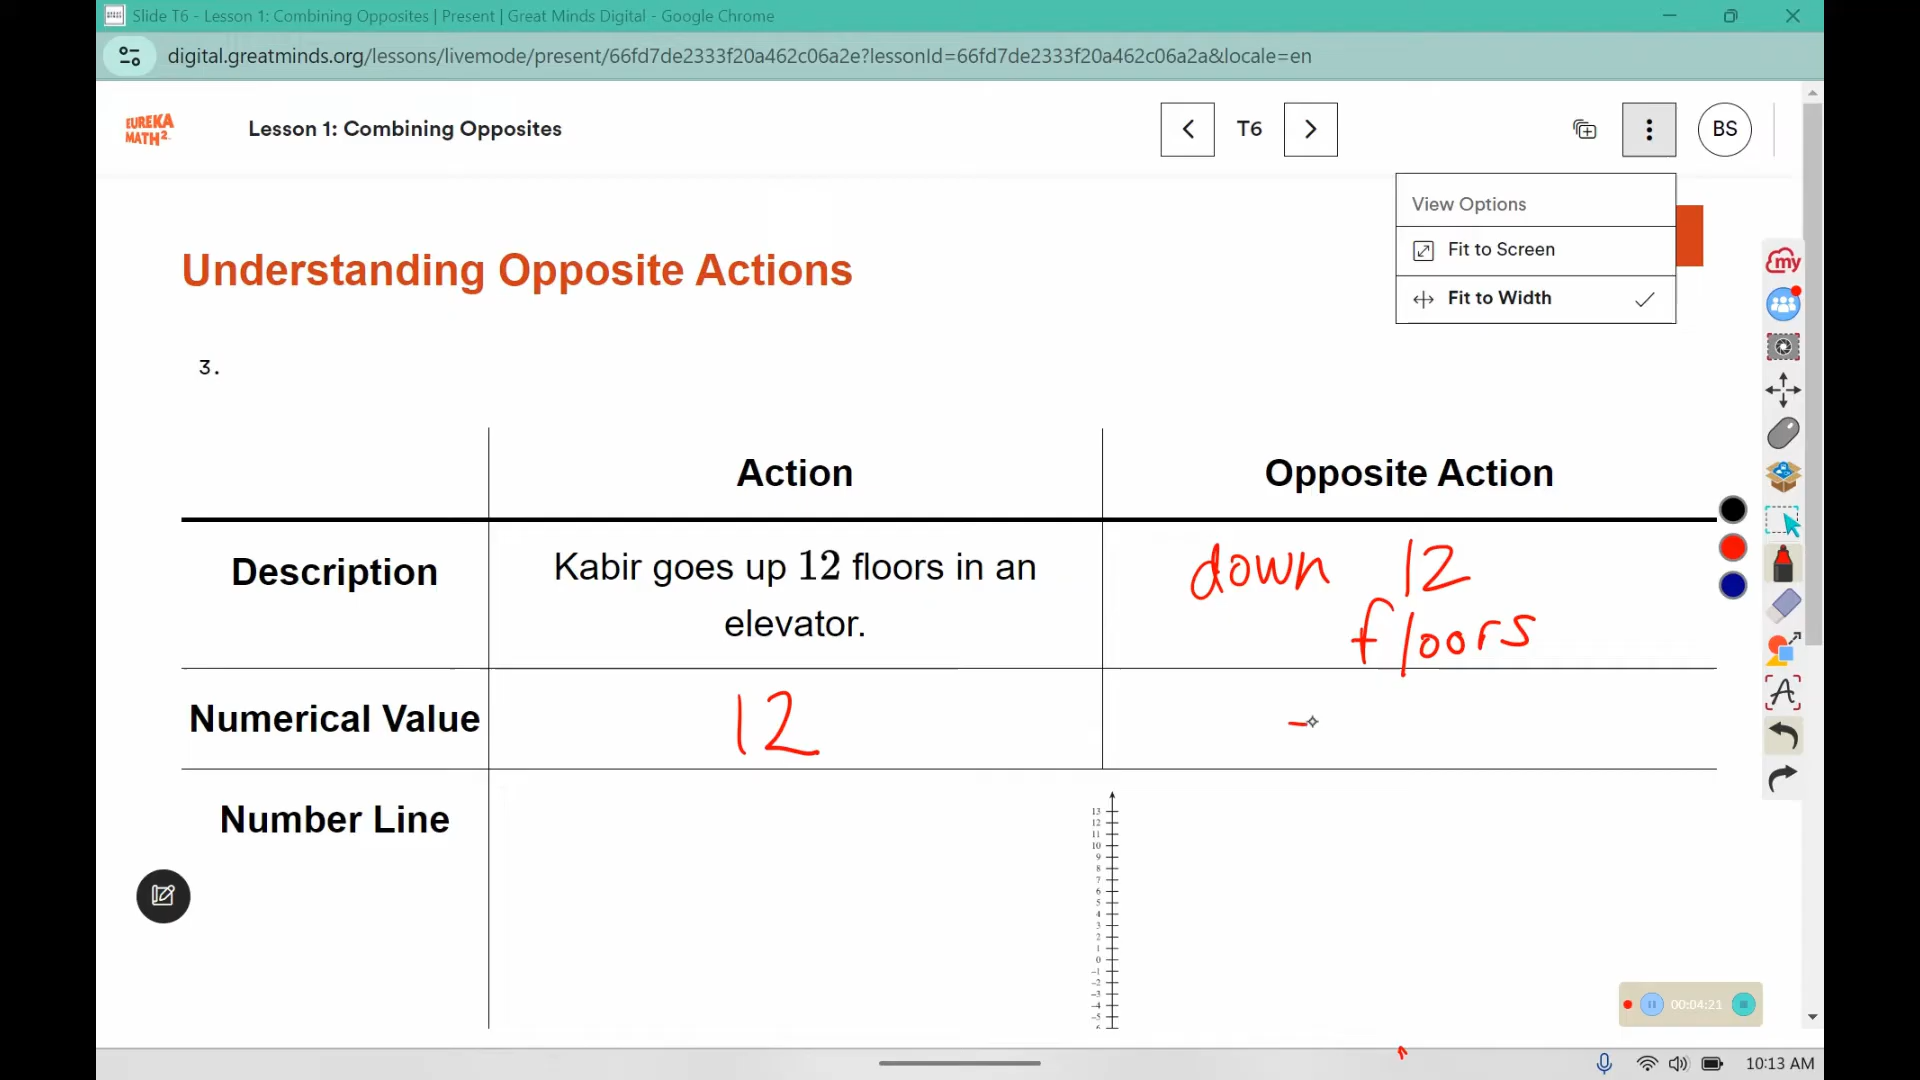 Slide T6 - Lesson 1: Combining Opposites | Present | Great Minds Digital - Google Chrome
digital.greatminds.org/lessons/livemode/present/66fd7de2333f20a462c06a2e?lessonId=66fd7de2333f20a462c06a2a&locale=en
EUREKA
MATH²
Lesson 1: Combining Opposites
T6
BS
View Options
Fit to Screen
Fit to Width
Understanding Opposite Actions
my
3.
Action
Opposite Action
Description
Kabir goes up 12 floors in an
elevator.
down 12
floors
Numerical Value
12
-
A
Number Line
13
12
11
10
9
8
7
6
5
4
3
2
1
0
-1
-2
-3
-4
-5
00:04:21
10:13 AM